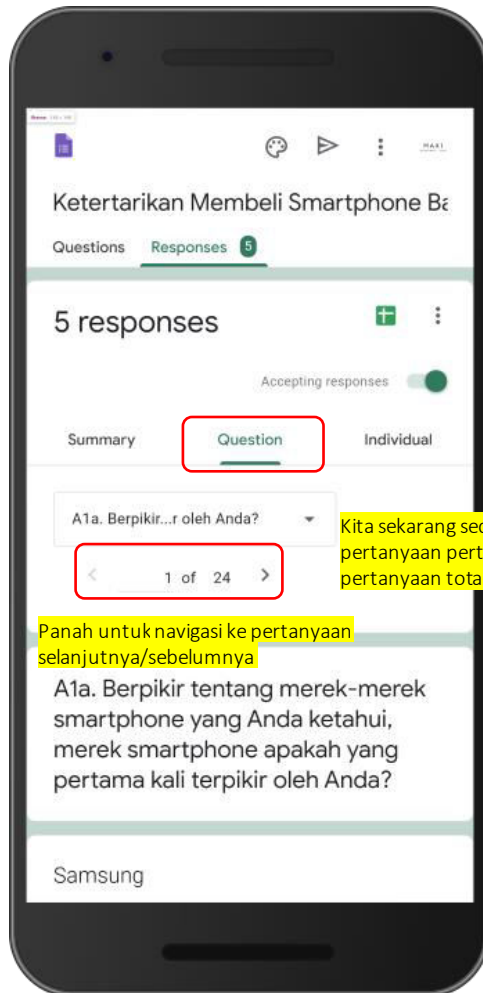 MAXI
Ketertarikan Membeli Smartphone Ba
Questions Responses 5
5 responses
Accepting responses
Summary Question Individual
A1a. Berpikir...r oleh Anda?
Kita sekarang sed
1 of 24
pertanyaan pert
pertanyaan tota
Panah untuk navigasi ke pertanyaan
selanjutnya/sebelumnya
A1a. Berpikir tentang merek-merek
smartphone yang Anda ketahui,
merek smartphone apakah yang
pertama kali terpikir oleh Anda?
Samsung